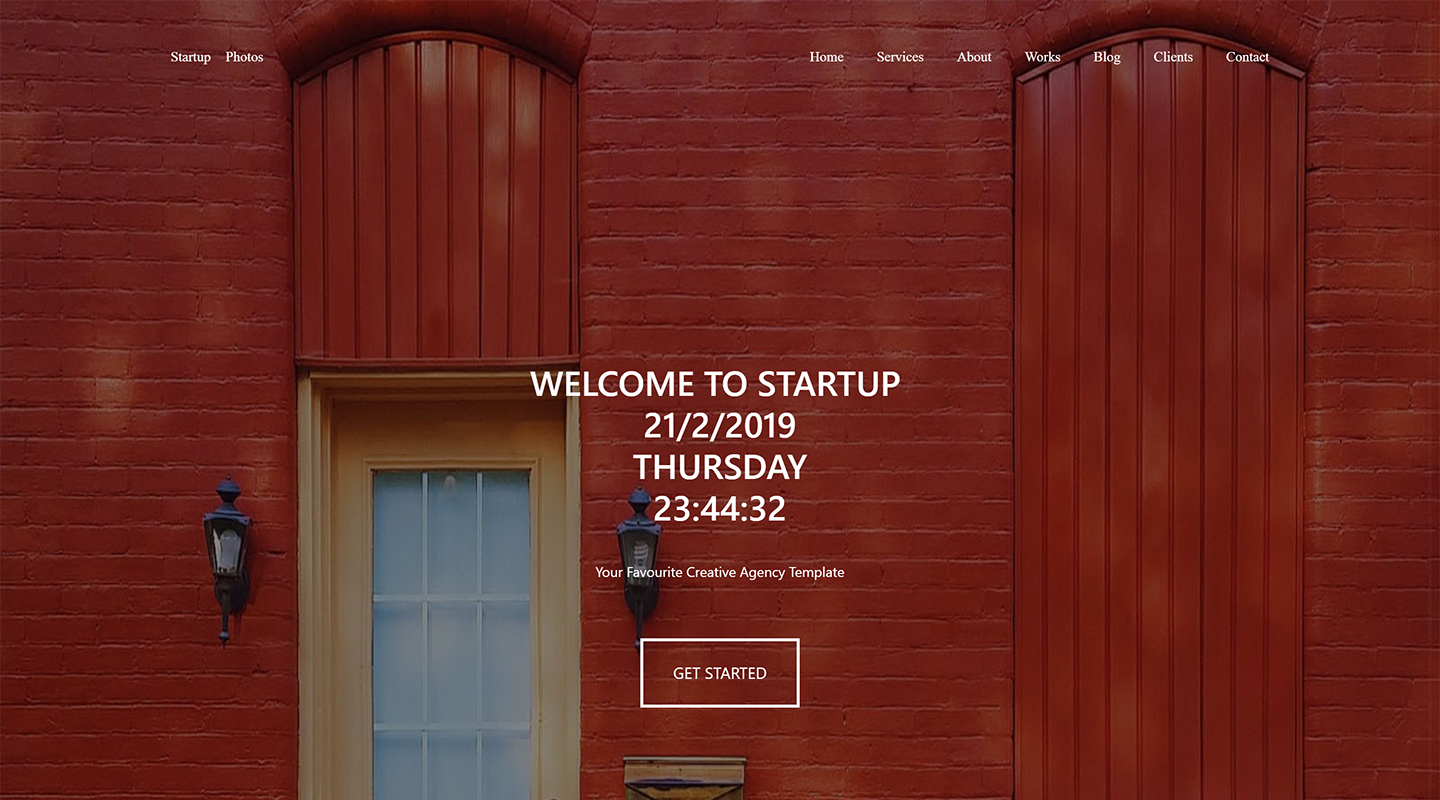 Startup Photos Home Services About Works Blog Clients Contact
WELCOME TO STARTUP
21/2/2019
THURSDAY
23:44:32
Your Favourite Creative Agency Template
GET STARTED